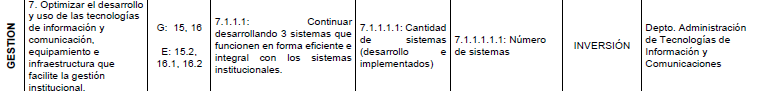 GESTION
7. Optimizar el desarrollo
y uso de las tecnologías
de información y
comunicación,
equipamiento e
infraestructura que
facilite la gestión
institucional.
G: 15, 16
E: 15.2,
16.1, 16.2
7.1.1.1: Continuar
desarrollando 3 sistemas que
funcionen en forma eficiente e
integral con los sistemas
institucionales.
7.1.1.1.1: Cantidad
de sistemas
(desarrollo e
implementados)
7.1.1.1.1.1: Número
de sistemas
INVERSIÓN
Depto. Administración
de Tecnologías de
Información y
Comunicaciones